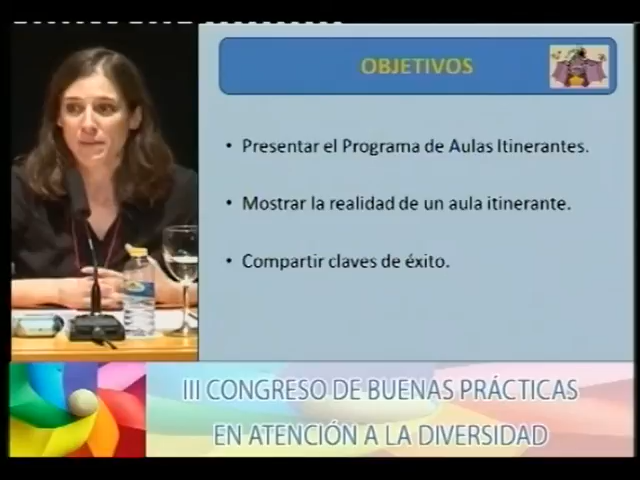 OBJETIVOS
• Presentar el Programa de Aulas Itinerantes.
• Mostrar la realidad de un aula itinerante.
• Compartir claves de éxito.
III CONGRESO DE BUENAS PRÁCTICAS
EN ATENCIÓN A LA DIVERSIDAD